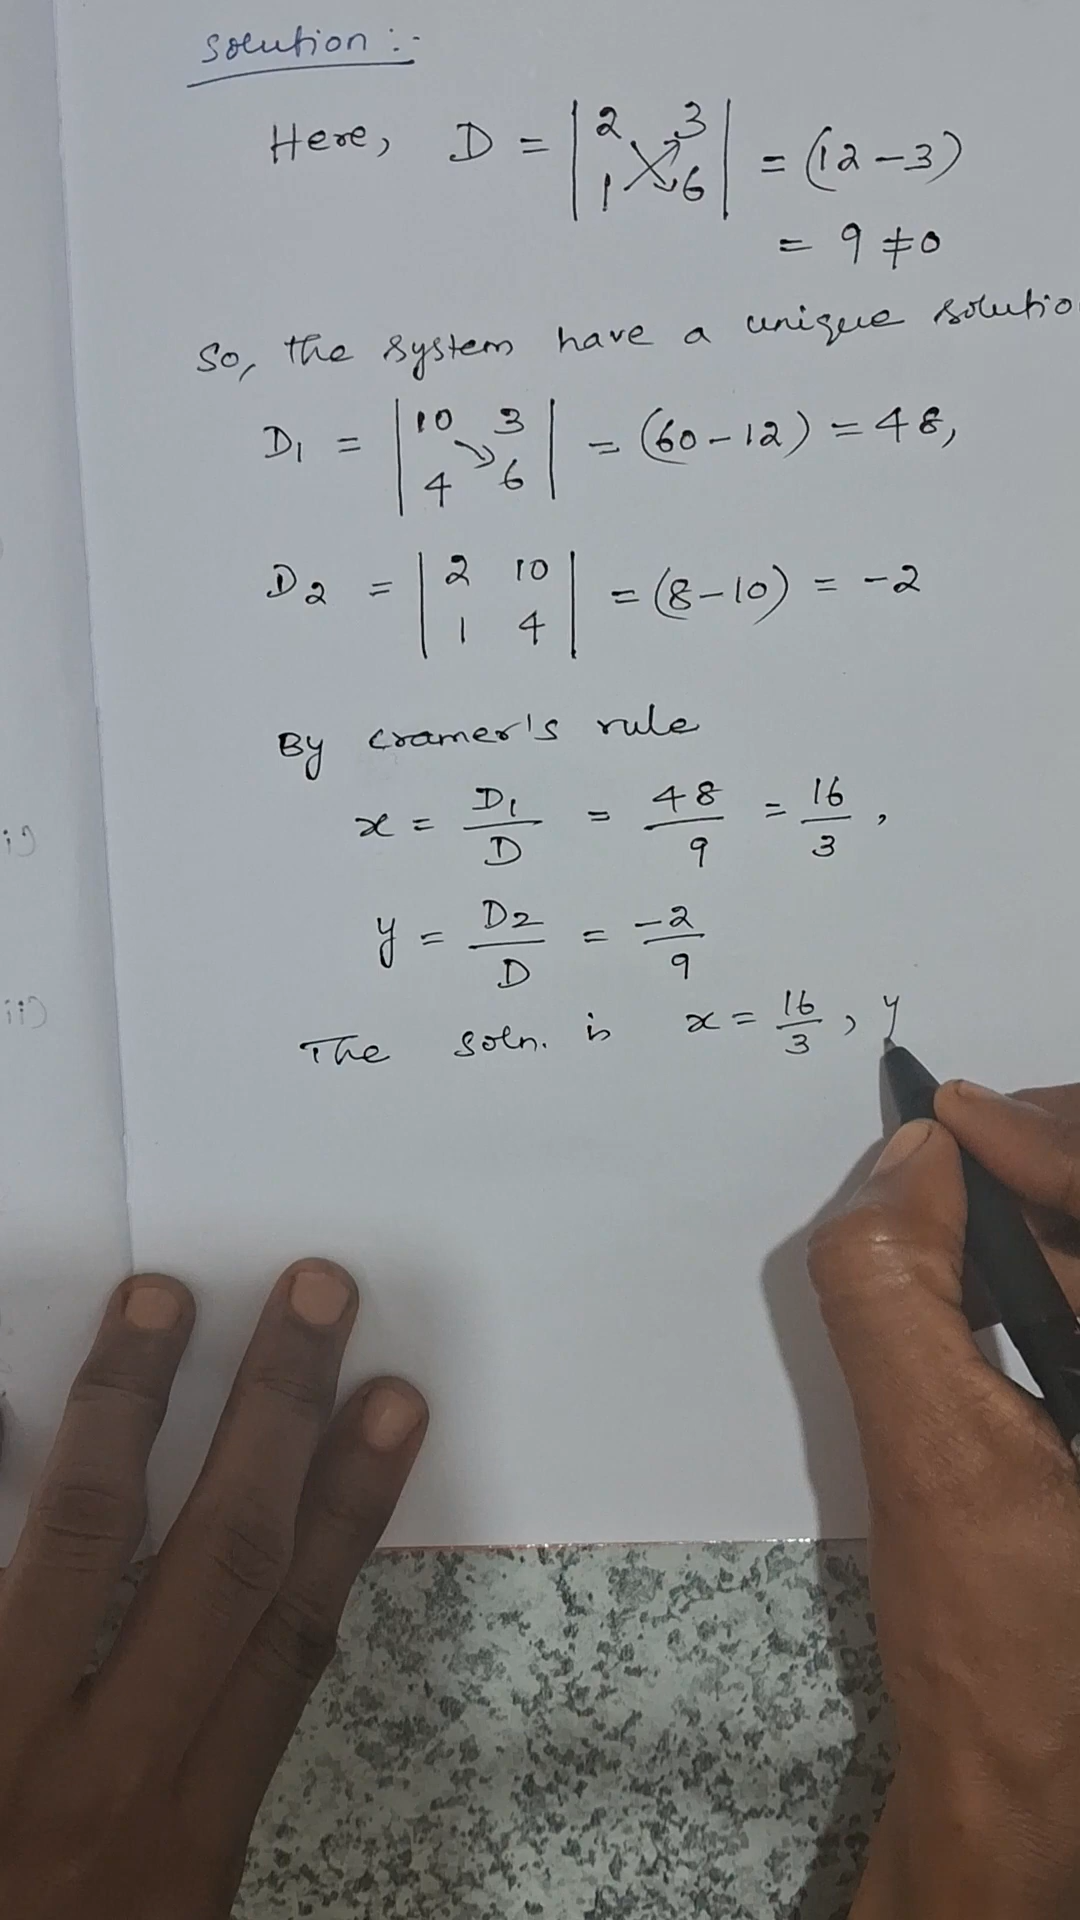 Solution :-
Here, D = |2 3| = (12-3)
|1 6|
= 9 ≠0
So, the system have a unique solutio
D1 = |10 3| = (60-12) = 48,
|4 6|
D2 = |2 10| = (8-10) = -2
|1 4|
By cramer's rule
x = D1/D = 48/9 = 16/3,
y = D2/D = -2/9
The soln. is x = 16/3, y
i)
ii)